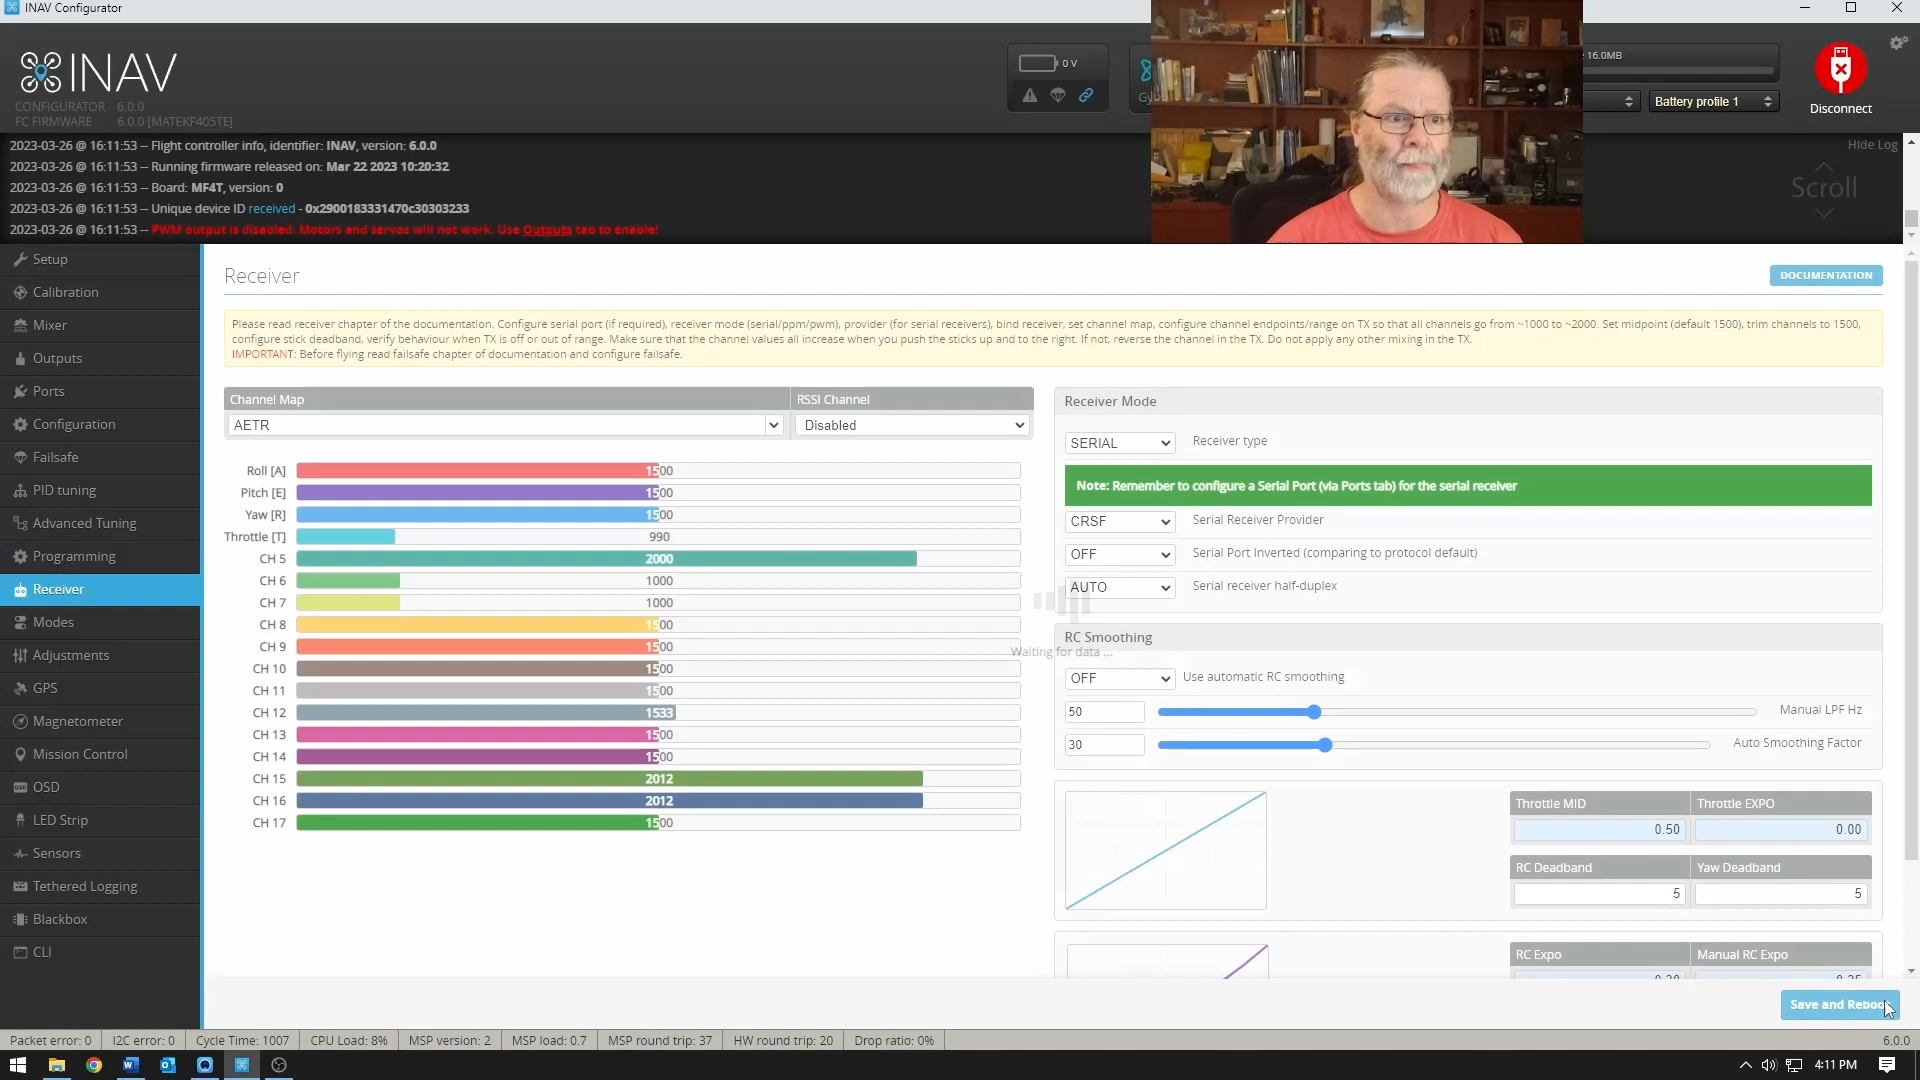 INAV Configurator
INAV
0 V
Gy
16.0MB
CONFIGURATOR 6.0.0
FC FIRMWARE 6.0.0 [MATEKF405TE]
Battery profile 1
Disconnect
2023-03-26 @ 16:11:53 -- Flight controller info, identifier: INAV, version: 6.0.0
Hide Log
2023-03-26 @ 16:11:53 -- Running firmware released on: Mar 22 2023 10:20:32
2023-03-26 @ 16:11:53 -- Board: MF4T, version: 0
Scroll
2023-03-26 @ 16:11:53 -- Unique device ID received - 0x2900183331470c30303233
2023-03-26 @ 16:11:53 -- PWM output is disabled. Motors and servos will not work. Use Outputs tab to enable!
Setup
Calibration
Mixer
Outputs
Ports
Configuration
Failsafe
PID tuning
Advanced Tuning
Programming
Receiver
Modes
Adjustments
GPS
Magnetometer
Mission Control
OSD
LED Strip
Sensors
Tethered Logging
Blackbox
CLI
Receiver
DOCUMENTATION
Please read receiver chapter of the documentation. Configure serial port (if required), receiver mode (serial/ppm/pwm), provider (for serial receivers), bind receiver, set channel map, configure channel endpoints/range on TX so that all channels go from ~1000 to ~2000. Set midpoint (default 1500), trim channels to 1500,
configure stick deadband, verify behaviour when TX is off or out of range. Make sure that the channel values all increase when you push the sticks up and to the right. If not, reverse the channel in the TX. Do not apply any other mixing in the TX.
IMPORTANT: Before flying read failsafe chapter of documentation and configure failsafe.
Channel Map RSSI Channel
AETR Disabled
Roll [A] 1500
Pitch [E] 1500
Yaw [R] 1500
Throttle [T] 990
CH 5 2000
CH 6 1000
CH 7 1000
CH 8 1500
CH 9 1500
CH 10 1500
CH 11 1500
CH 12 1533
CH 13 1500
CH 14 1500
CH 15 2012
CH 16 2012
CH 17 1500
Waiting for data ...
Receiver Mode
SERIAL Receiver type
Note: Remember to configure a Serial Port (via Ports tab) for the serial receiver
CRSF Serial Receiver Provider
OFF Serial Port Inverted (comparing to protocol default)
AUTO Serial receiver half-duplex
RC Smoothing
OFF Use automatic RC smoothing
50 Manual LPF Hz
30 Auto Smoothing Factor
Throttle MID Throttle EXPO
0.50 0.00
RC Deadband Yaw Deadband
5 5
RC Expo Manual RC Expo
Save and Reboo
Packet error: 0 I2C error: 0 Cycle Time: 1007 CPU Load: 8% MSP version: 2 MSP load: 0.7 MSP round trip: 37 HW round trip: 20 Drop ratio: 0% 6.0.0
4:11 PM